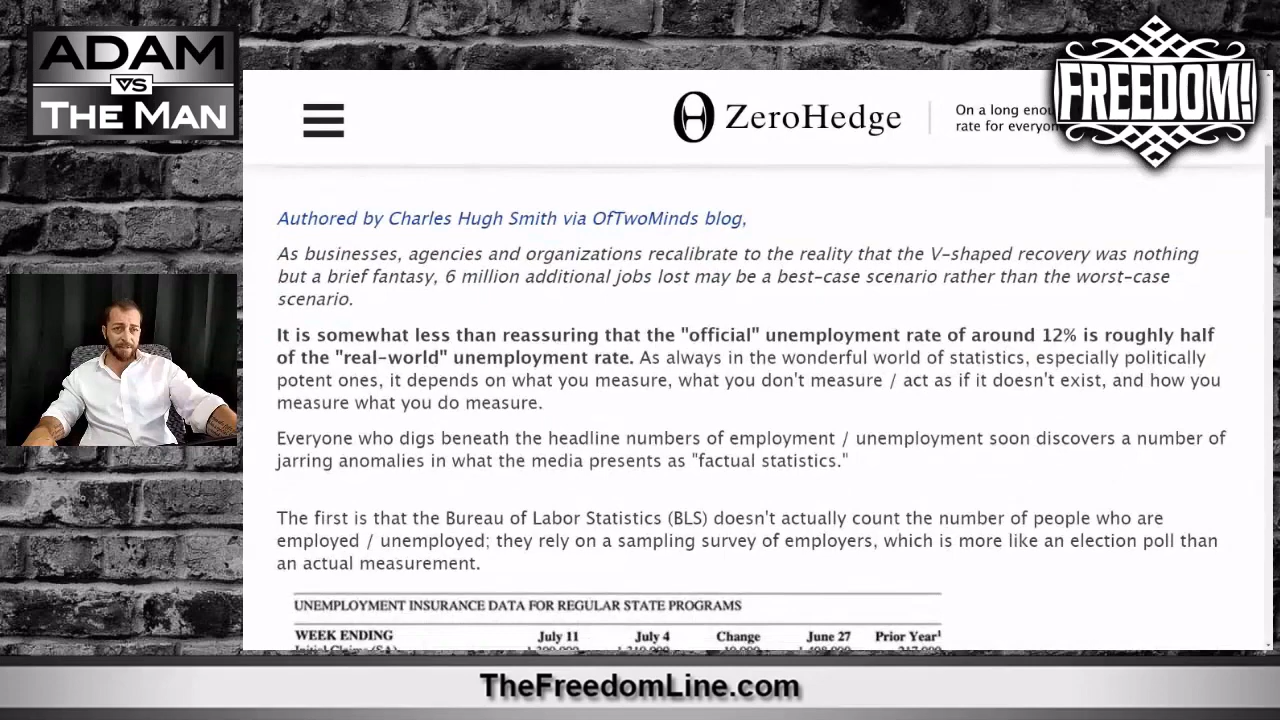 ADAM
VS
THE MAN
FREEDOM!
ZeroHedge
On a long
rate for
Authored by Charles Hugh Smith via OfTwoMinds blog,
As businesses, agencies and organizations recalibrate to the reality that the V-shaped recovery was nothing
but a brief fantasy, 6 million additional jobs lost may be a best-case scenario rather than the worst-case
scenario.
It is somewhat less than reassuring that the "official" unemployment rate of around 12% is roughly half
of the "real-world" unemployment rate. As always in the wonderful world of statistics, especially politically
potent ones, it depends on what you measure, what you don't measure / act as if it doesn't exist, and how you
measure what you do measure.
Everyone who digs beneath the headline numbers of employment / unemployment soon discovers a number of
jarring anomalies in what the media presents as "factual statistics."
The first is that the Bureau of Labor Statistics (BLS) doesn't actually count the number of people who are
employed / unemployed; they rely on a sampling survey of employers, which is more like an election poll than
an actual measurement.
UNEMPLOYMENT INSURANCE DATA FOR REGULAR STATE PROGRAMS
WEEK ENDING July 11 July 4 Change June 27 Prior Year¹
TheFreedomLine.com